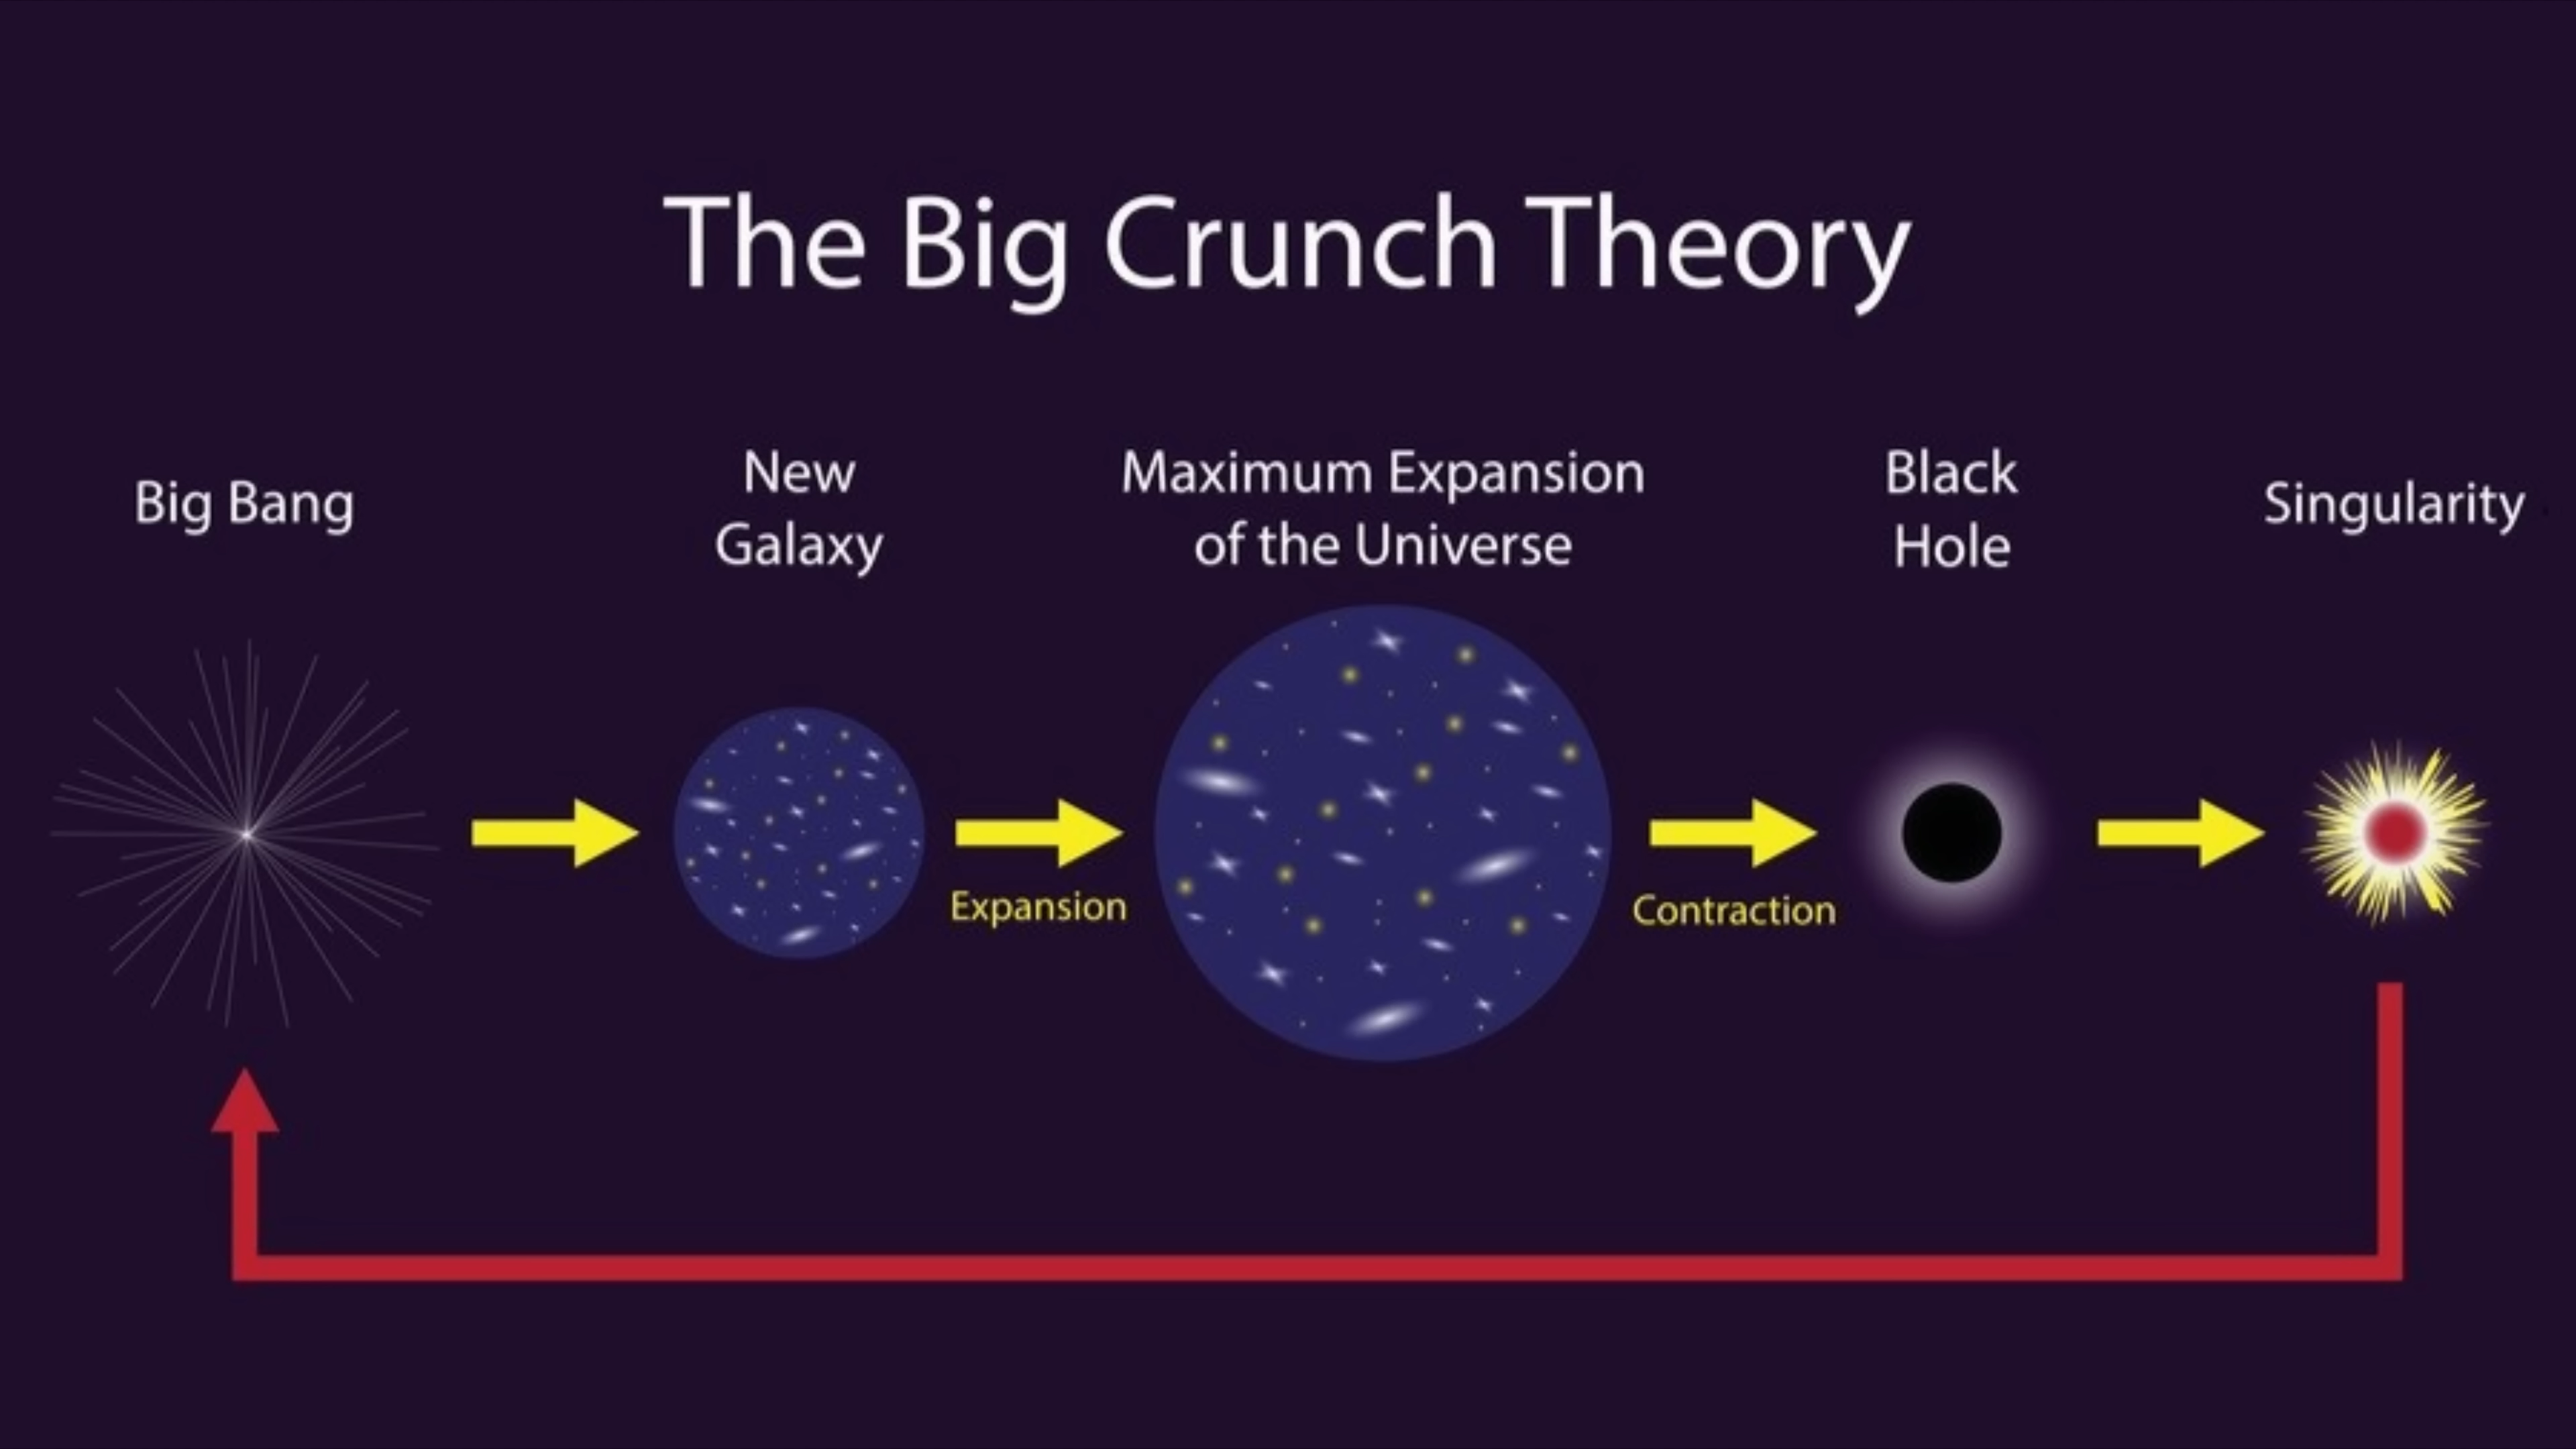 The Big Crunch Theory
Big Bang
New
Galaxy
Maximum Expansion
of the Universe
Black
Hole
Singularity
Expansion
Contraction